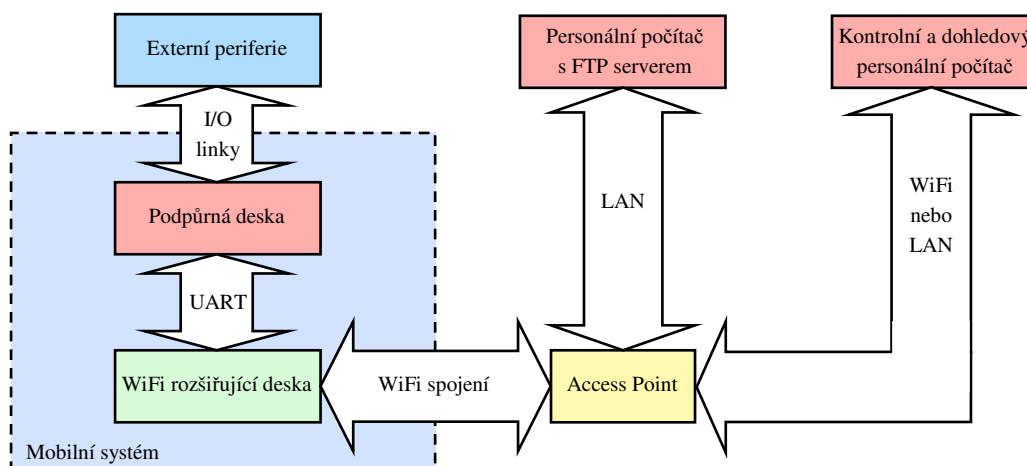 Externí periferie
Personální počítač
s FTP serverem
Kontrolní a dohledový
personální počítač
I/O
linky
Podpůrná deska
LAN
WiFi
nebo
LAN
UART
WiFi rozšiřující deska
WiFi spojení
Access Point
Mobilní systém